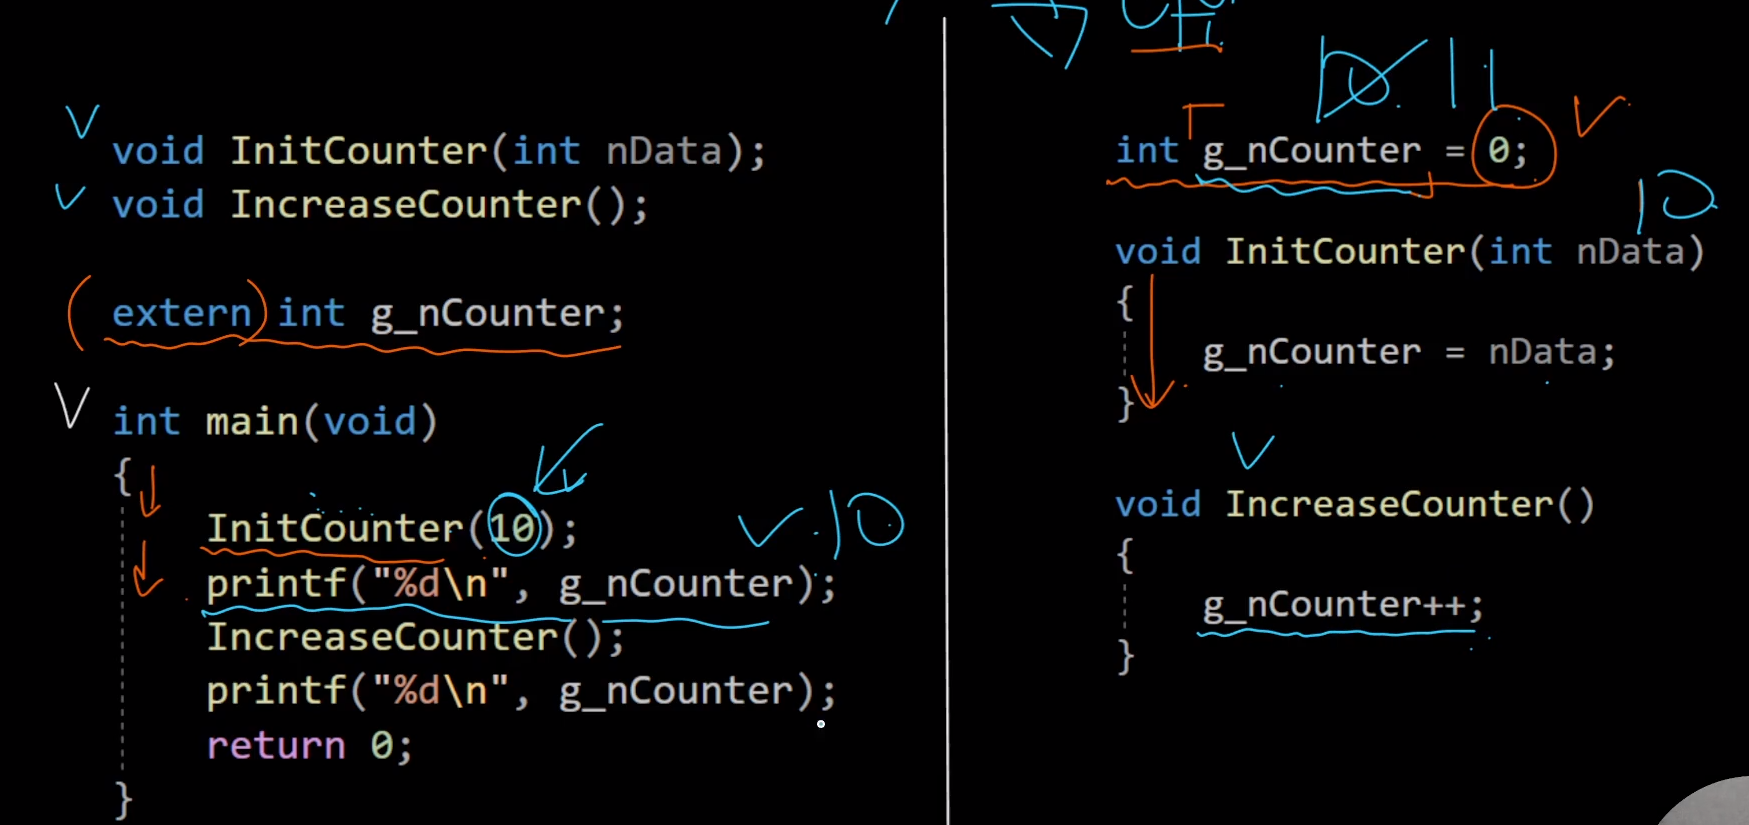 void InitCounter(int nData);
void IncreaseCounter();
extern int g_nCounter;
int main(void)
{
InitCounter(10);
10
printf("%d\n", g_nCounter);
IncreaseCounter();
printf("%d\n", g_nCounter);
return 0;
}
11
int g_nCounter = 0;
10
void InitCounter(int nData)
{
g_nCounter = nData;
}
void IncreaseCounter()
{
g_nCounter++;
}